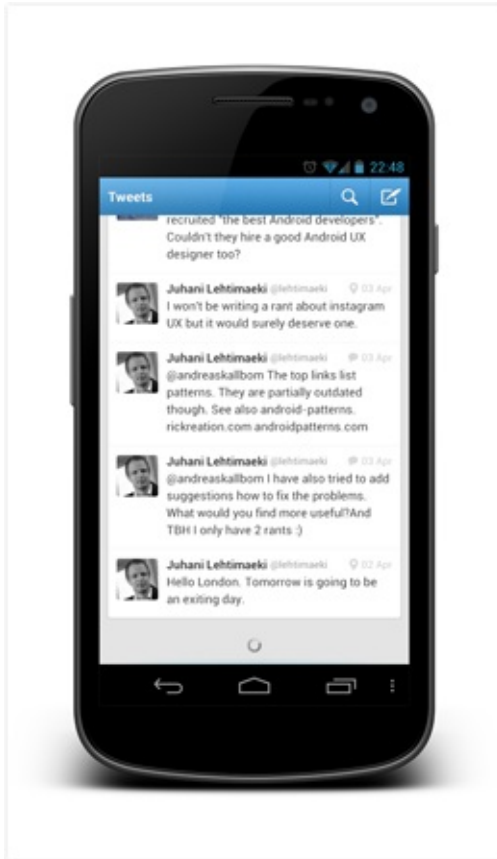 22:48
Tweets
recruited "the best Android developers".
Couldn't they hire a good Android UX
designer too?
Juhani Lehtimaeki @lehtimaeki 03 Apr
I won't be writing a rant about instagram
UX but it would surely deserve one.
Juhani Lehtimaeki @lehtimaeki 03 Apr
@andreaskallbom The top links list
patterns. They are partially outdated
though. See also android-patterns.
rickreation.com androidpatterns.com
Juhani Lehtimaeki @lehtimaeki 03 Apr
@andreaskallbom I have also tried to add
suggestions how to fix the problems.
What would you find more useful?And
TBH I only have 2 rants :)
Juhani Lehtimaeki @lehtimaeki 02 Apr
Hello London. Tomorrow is going to be
an exiting day.